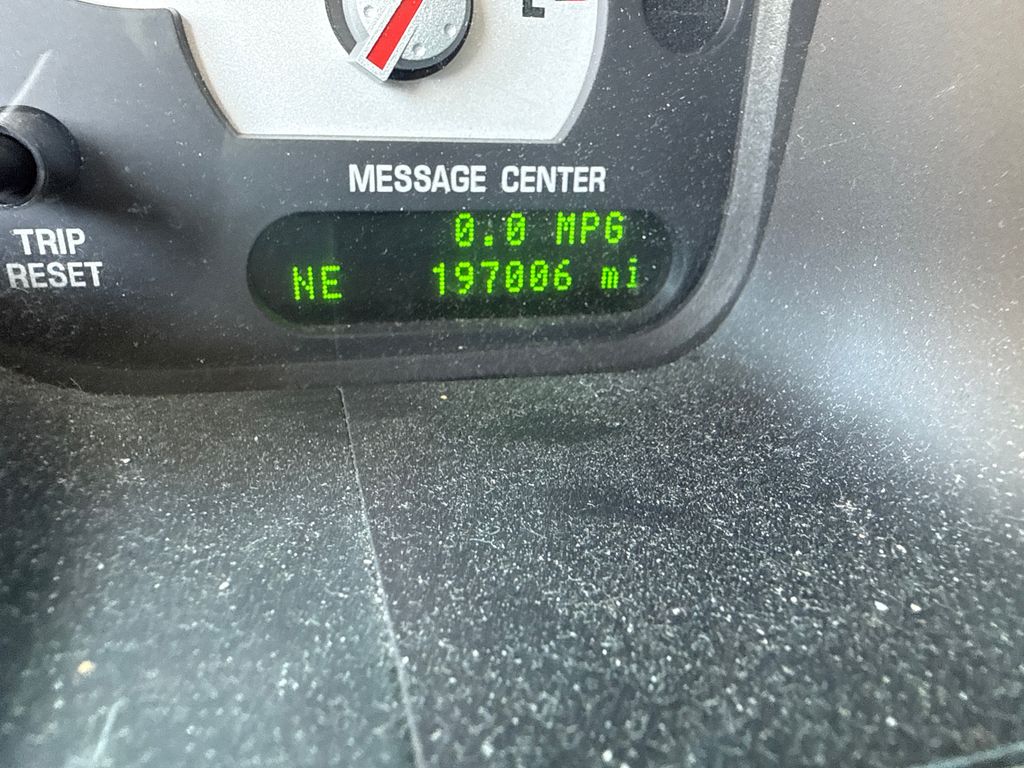 E
MESSAGE CENTER
TRIP
RESET
0.0 MPG
NE 197006 mi